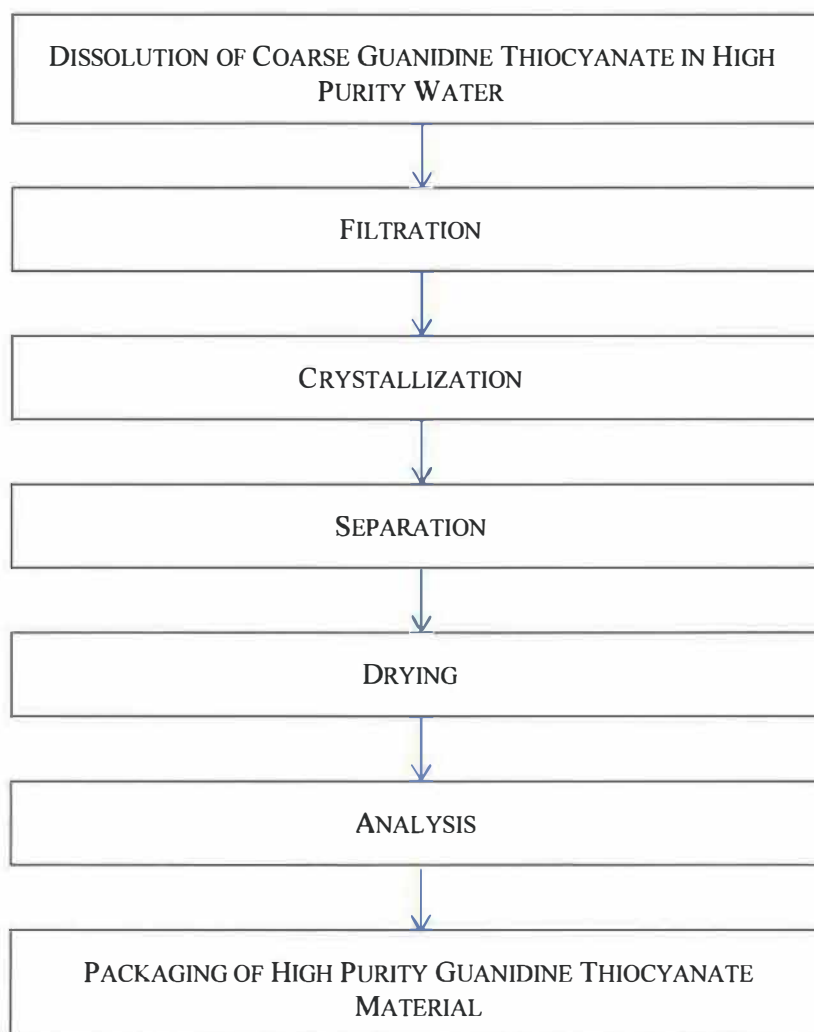 DISSOLUTION OF COARSE GUANIDINE THIOCYANATE IN HIGH
PURITY WATER
FILTRATION
CRYSTALLIZATION
SEPARATION
DRYING
ANALYSIS
PACKAGING OF HIGH PURITY GUANIDINE THIOCYANATE
MATERIAL